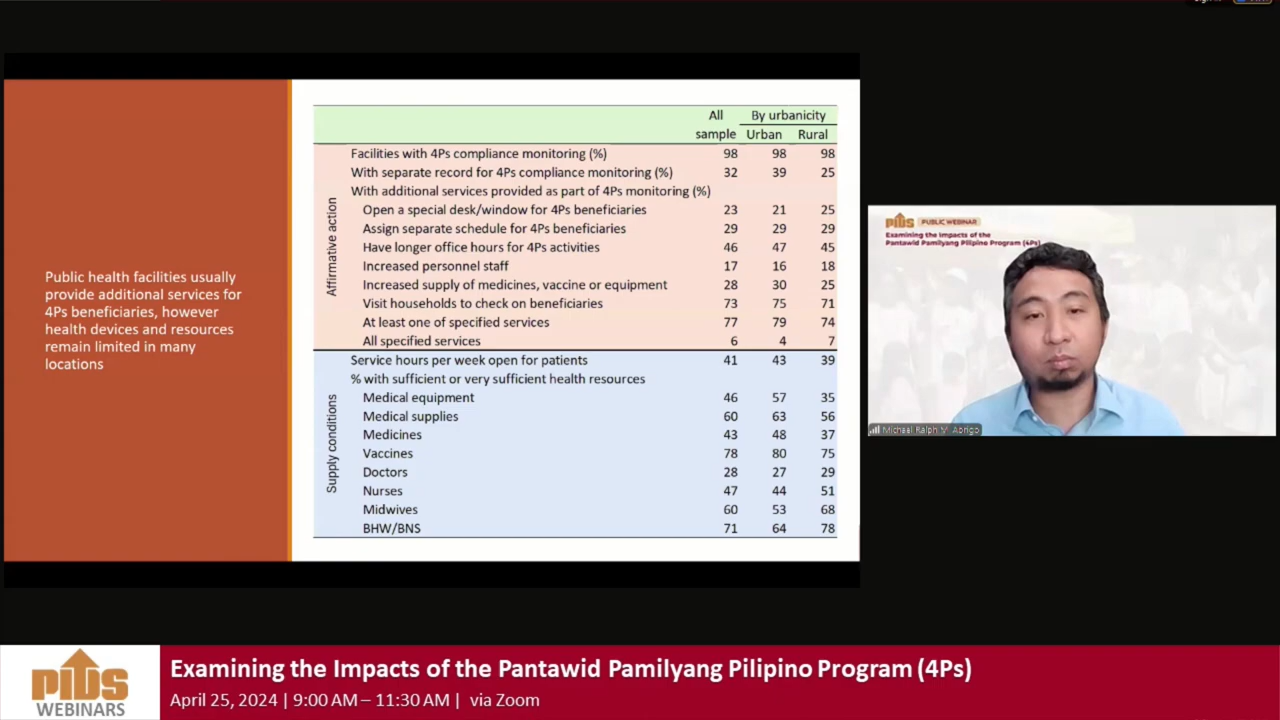 Public health facilities usually
provide additional services for
4Ps beneficiaries, however
health devices and resources
remain limited in many
locations
All By urbanicity
sample Urban Rural
Affirmative action
Facilities with 4Ps compliance monitoring (%) 98 98 98
With separate record for 4Ps compliance monitoring (%) 32 39 25
With additional services provided as part of 4Ps monitoring (%)
Open a special desk/window for 4Ps beneficiaries 23 21 25
Assign separate schedule for 4Ps beneficiaries 29 29 29
Have longer office hours for 4Ps activities 46 47 45
Increased personnel staff 17 16 18
Increased supply of medicines, vaccine or equipment 28 30 25
Visit households to check on beneficiaries 73 75 71
At least one of specified services 77 79 74
All specified services 6 4 7
Supply conditions
Service hours per week open for patients 41 43 39
% with sufficient or very sufficient health resources
Medical equipment 46 57 35
Medical supplies 60 63 56
Medicines 43 48 37
Vaccines 78 80 75
Doctors 28 27 29
Nurses 47 44 51
Midwives 60 53 68
BHW/BNS 71 64 78
PIDS PUBLIC WEBINAR
Examining the Impacts of the
Pantawid Pamilyang Pilipino Program (4Ps)
Michael Ralph M. Abrigo
PIDS
WEBINARS
Examining the Impacts of the Pantawid Pamilyang Pilipino Program (4Ps)
April 25, 2024 | 9:00 AM – 11:30 AM | via Zoom